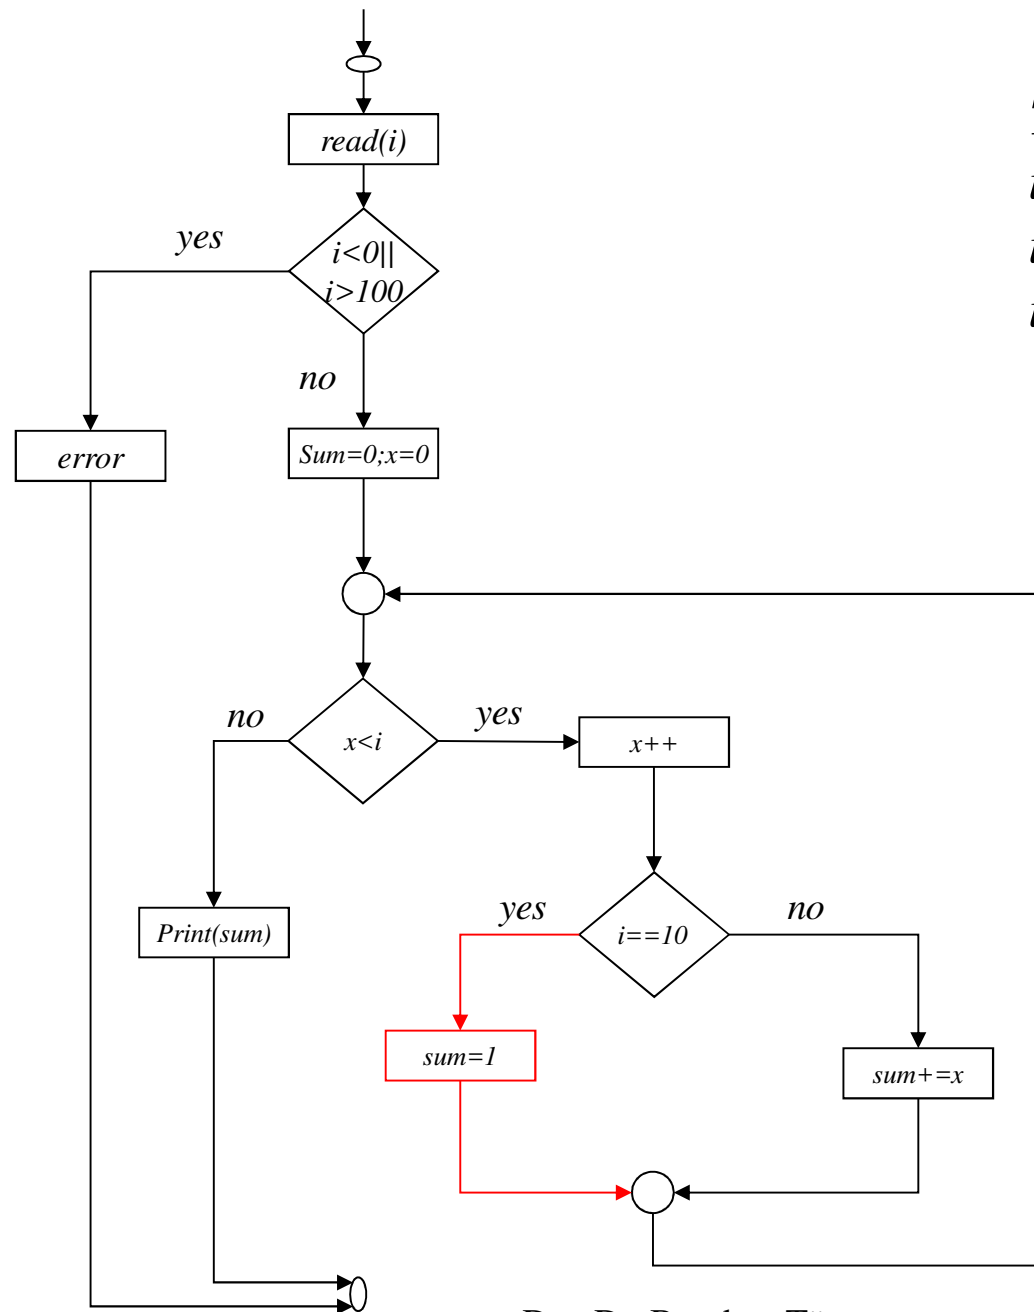 read(i)
yes
i<0||
i>100
no
error
Sum=0;x=0
no
yes
x<i
x++
yes
no
Print(sum)
i==10
sum=1
sum+=x